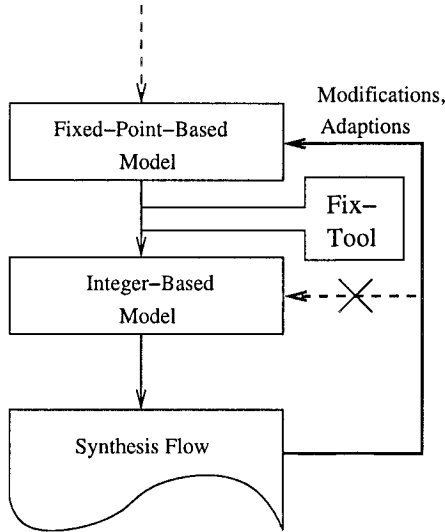 Modifications,
Adaptions
Fixed–Point–Based
Model
Fix–
Tool
Integer–Based
Model
Synthesis Flow